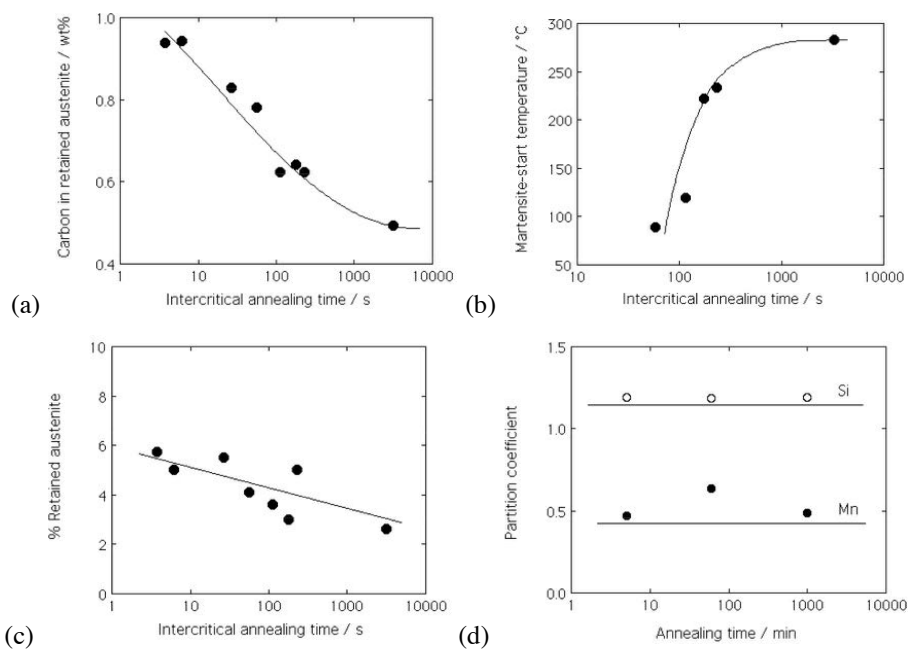 Carbon in retained austenite / wt%
1.0
0.8
0.6
0.4
1 10 100 1000 10000
Intercritical annealing time / s
(a)
Martensite-start temperature / °C
300
250
200
150
100
50
10 100 1000 10000
Intercritical annealing time / s
(b)
% Retained austenite
10
8
6
4
2
0
1 10 100 1000 10000
Intercritical annealing time / s
(c)
Partition coefficient
1.5
Si
1.0
0.5
Mn
0.0
1 10 100 1000 10000
Annealing time / min
(d)